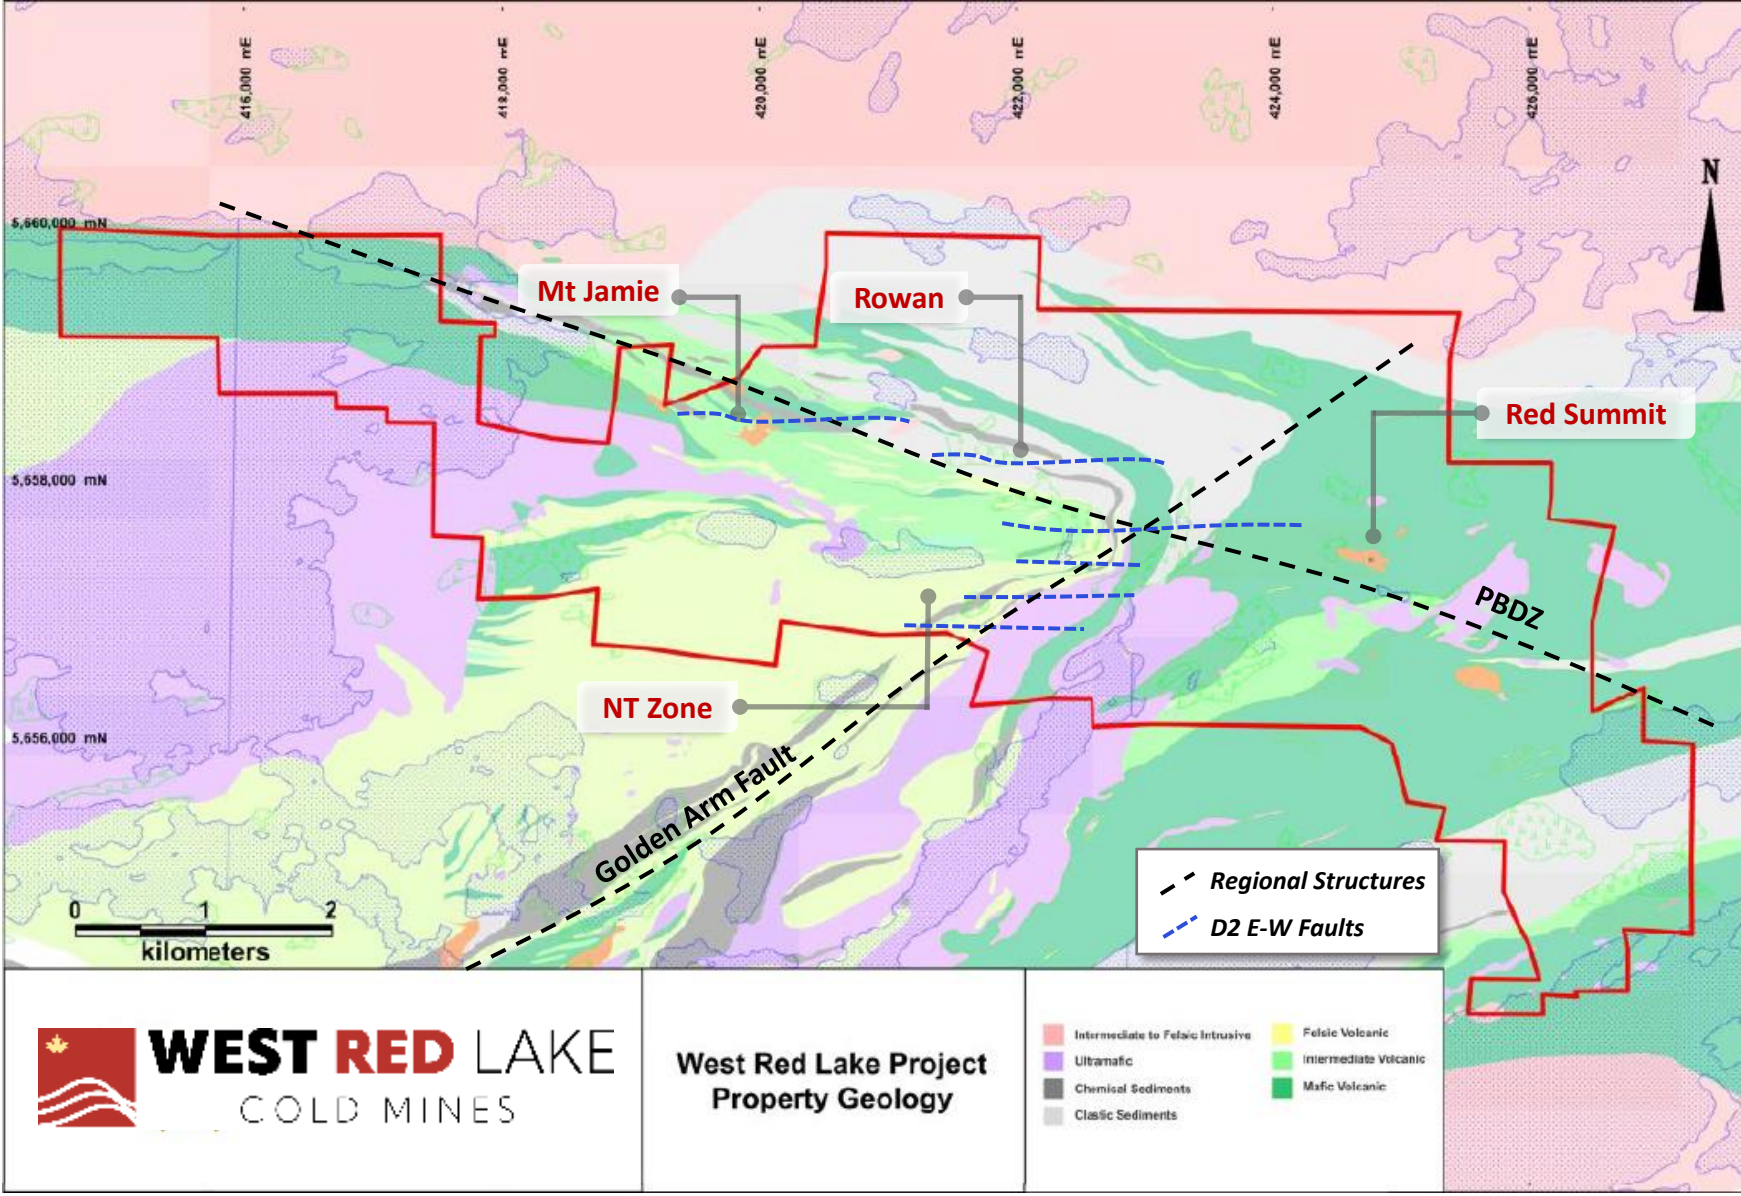 416,000 mE
418,000 mE
420,000 mE
422,000 mE
424,000 mE
426,000 mE
N
5,660,000 mN
Mt Jamie
Rowan
Red Summit
5,658,000 mN
PBDZ
NT Zone
5,656,000 mN
Golden Arm Fault
Regional Structures
D2 E-W Faults
0 1 2
kilometers
WEST RED LAKE
COLD MINES
West Red Lake Project
Property Geology
Intermediate to Felsic Intrusive
Ultramafic
Chemical Sediments
Clastic Sediments
Felsic Volcanic
Intermediate Volcanic
Mafic Volcanic